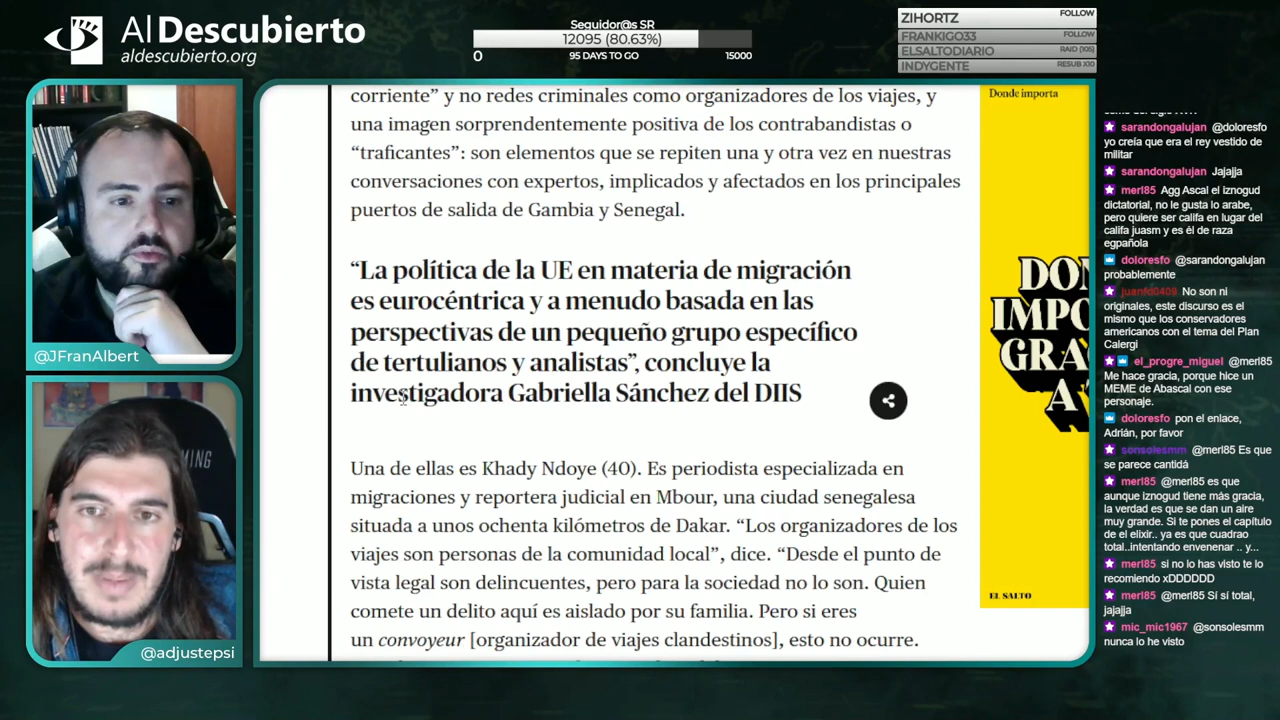 Al Descubierto
aldescubierto.org
Seguidor@s SR
12095 (80.63%)
0
95 DAYS TO GO
15000
ZIHORTZ FOLLOW
FRANKIGO33 FOLLOW
ELSALTODIARIO RAID (105)
INDYGENTE RESUB X10
@JFranAlbert
@adjustepsi
corriente” y no redes criminales como organizadores de los viajes, y
una imagen sorprendentemente positiva de los contrabandistas o
“traficantes”: son elementos que se repiten una y otra vez en nuestras
conversaciones con expertos, implicados y afectados en los principales
puertos de salida de Gambia y Senegal.
“La política de la UE en materia de migración
es eurocéntrica y a menudo basada en las
perspectivas de un pequeño grupo específico
de tertulianos y analistas”, concluye la
investigadora Gabriella Sánchez del DIIS
Una de ellas es Khady Ndoye (40). Es periodista especializada en
migraciones y reportera judicial en Mbour, una ciudad senegalesa
situada a unos ochenta kilómetros de Dakar. “Los organizadores de los
viajes son personas de la comunidad local”, dice. “Desde el punto de
vista legal son delincuentes, pero para la sociedad no lo son. Quien
comete un delito aquí es aislado por su familia. Pero si eres
un convoyeur [organizador de viajes clandestinos], esto no ocurre.
Donde importa
DON
IMPO
GRA
A
EL SALTO
sarandongalujan @doloresfo
yo creía que era el rey vestido de
militar
sarandongalujan Jajajja
merl85 Agg Ascal el iznogud
dictatorial, no le gusta lo arabe,
pero quiere ser califa en lugar del
califa juasm y es él de raza
egpañola
doloresfo @sarandongalujan
probablemente
juanfd0409 No son ni
originales, este discurso es el
mismo que los conservadores
americanos con el tema del Plan
Calergi
el_progre_miguel @merl85
Me hace gracia, porque hice un
MEME de Abascal con ese
personaje.
doloresfo pon el enlace,
Adrián, por favor
sonsolesmm @merl85 Es que
se parece cantidá
merl85 @merl85 es que
aunque iznogud tiene más gracia,
la verdad es que se dan un aire
muy grande. Si te pones el capítulo
de el elixir.. ya es que cuadrao
total..intentando envenenar .. y...
merl85 si no lo has visto te lo
recomiendo xDDDDDD
merl85 @merl85 Sí sí total,
jajajja
mic_mic1967 @sonsolesmm
nunca lo he visto